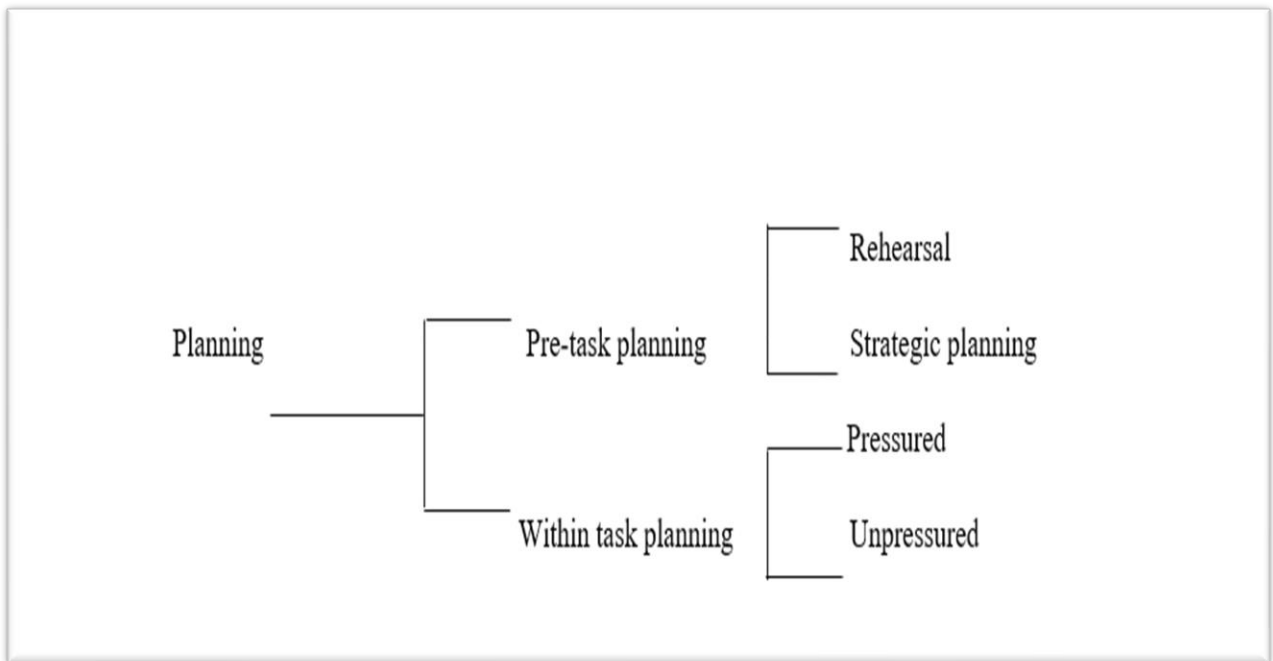 Rehearsal
Planning
Pre-task planning
Strategic planning
Pressured
Within task planning
Unpressured